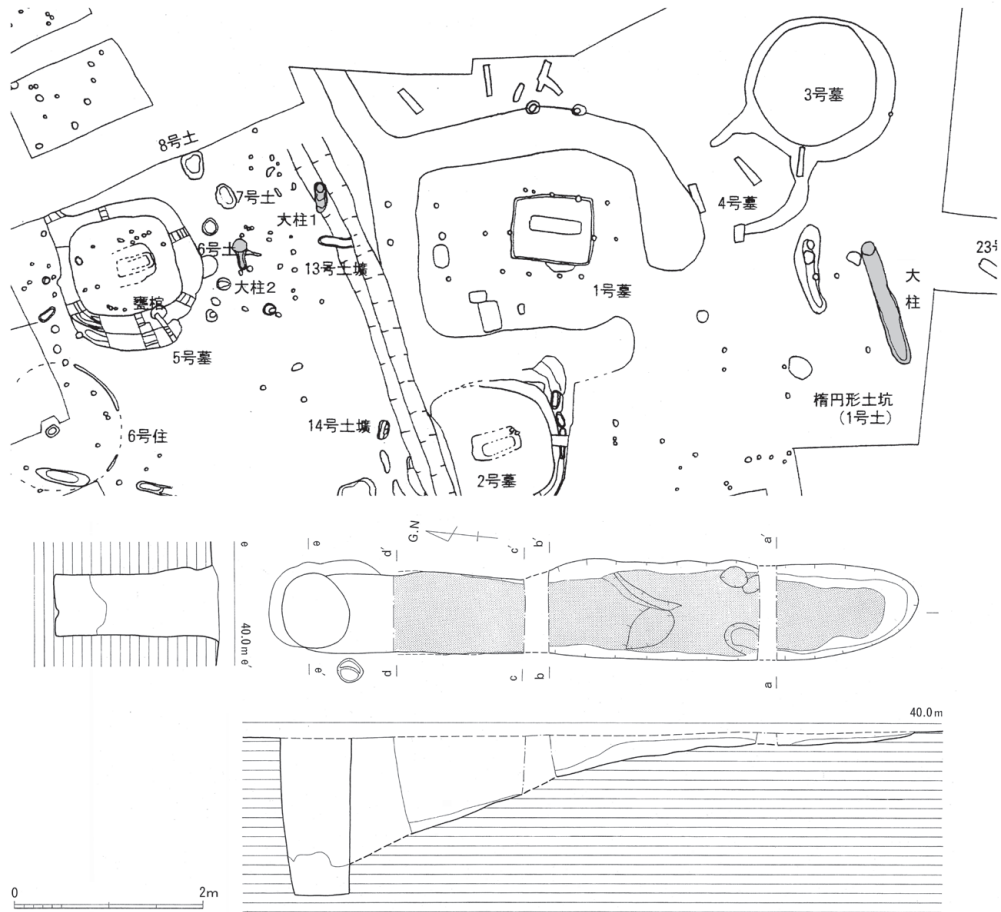 3号墓
8号土
7号土
大柱1
4号墓
6号土
13号土壙
大柱2
大
柱
1号墓
甕棺
5号墓
楕円形土坑
(1号土)
14号土壙
6号住
2号墓
G.N
e
e
d'
c'
b'
a'
40.0m
e'
e'
d
c
b
a
40.0m
0
2m